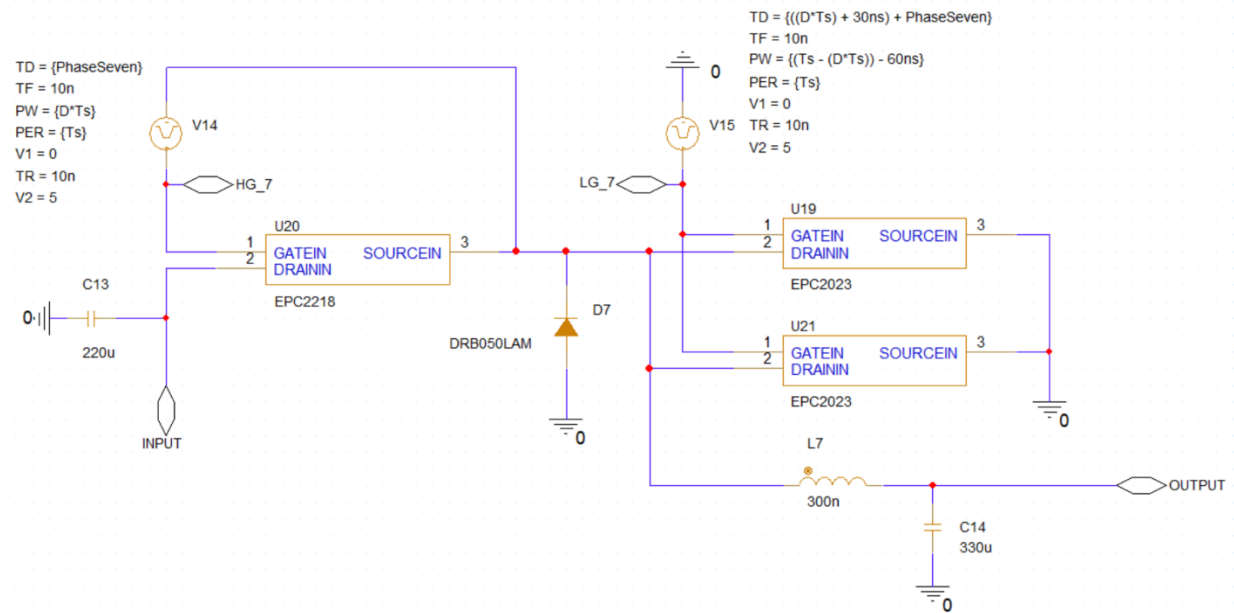 TD = {PhaseSeven}
TF = 10n
PW = {D*Ts}
PER = {Ts}
V1 = 0
TR = 10n
V2 = 5
V14
HG_7
TD = {((D*Ts) + 30ns) + PhaseSeven}
TF = 10n
PW = {(Ts - (D*Ts)) - 60ns}
PER = {Ts}
V1 = 0
TR = 10n
V2 = 5
0
V15
LG_7
U20
1
GATEIN
SOURCEIN
3
2
DRAININ
EPC2218
C13
0
220u
INPUT
D7
DRB050LAM
0
U19
1
GATEIN
SOURCEIN
3
2
DRAININ
EPC2023
U21
1
GATEIN
SOURCEIN
3
2
DRAININ
EPC2023
0
L7
300n
OUTPUT
C14
330u
0